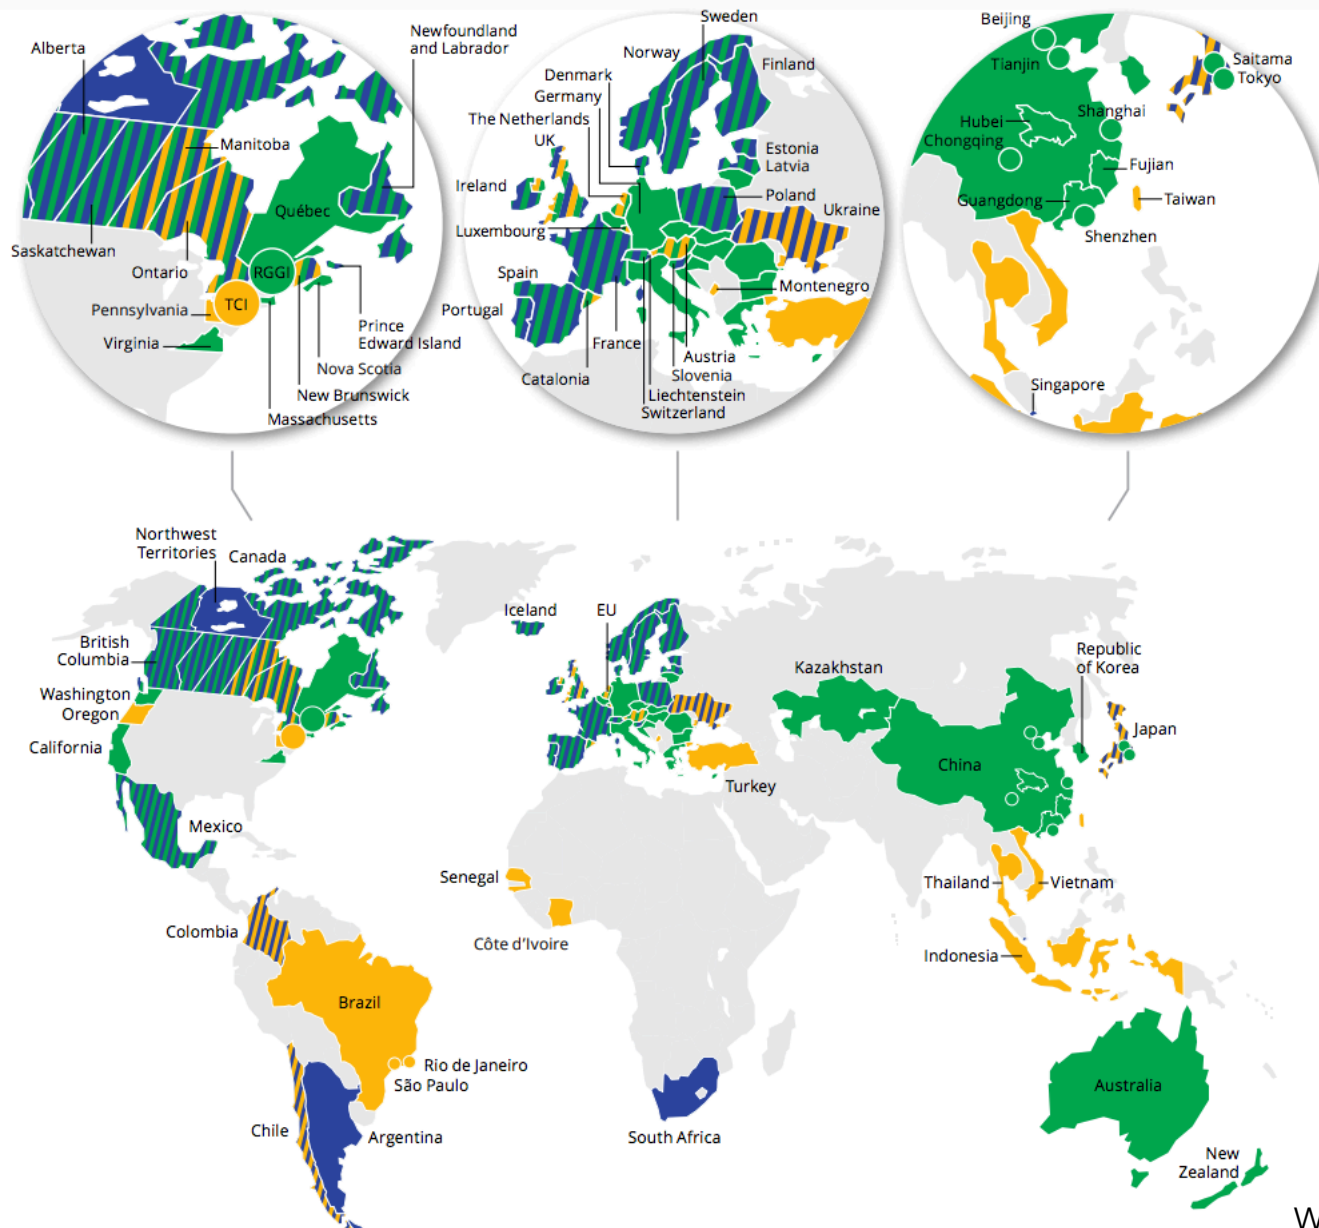 Alberta
Newfoundland
and Labrador
Manitoba
Québec
Saskatchewan
Ontario
RGGI
TCI
Pennsylvania
Virginia
Prince
Edward Island
Nova Scotia
New Brunswick
Massachusetts
Sweden
Norway
Finland
Denmark
Germany
The Netherlands
UK
Estonia
Latvia
Ireland
Poland
Ukraine
Luxembourg
Spain
Montenegro
Portugal
France
Austria
Catalonia
Slovenia
Liechtenstein
Switzerland
Beijing
Tianjin
Saitama
Tokyo
Shanghai
Hubei
Chongqing
Fujian
Guangdong
Taiwan
Shenzhen
Singapore
Northwest
Territories
Canada
Iceland
EU
British
Columbia
Republic
of Korea
Kazakhstan
Washington
Oregon
California
Japan
China
Turkey
Mexico
Senegal
Thailand
Vietnam
Colombia
Côte d’Ivoire
Indonesia
Brazil
Rio de Janeiro
São Paulo
Australia
Chile
Argentina
South Africa
New
Zealand
W